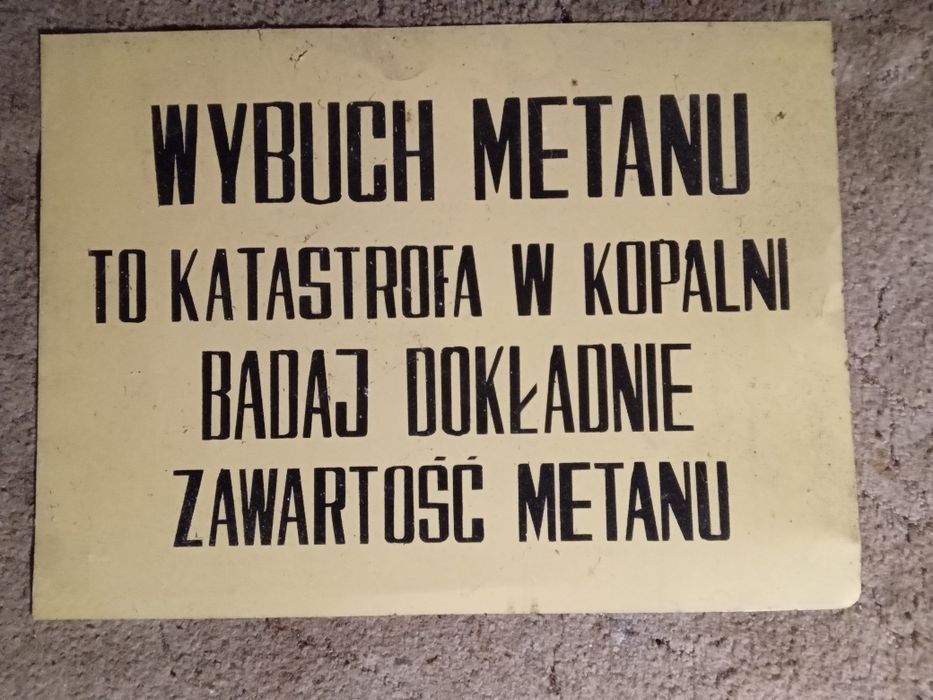 WYBUCH METANU
TO KATASTROFA W KOPALNI
BADAJ DOKŁADNIE
ZAWARTOŚĆ METANU